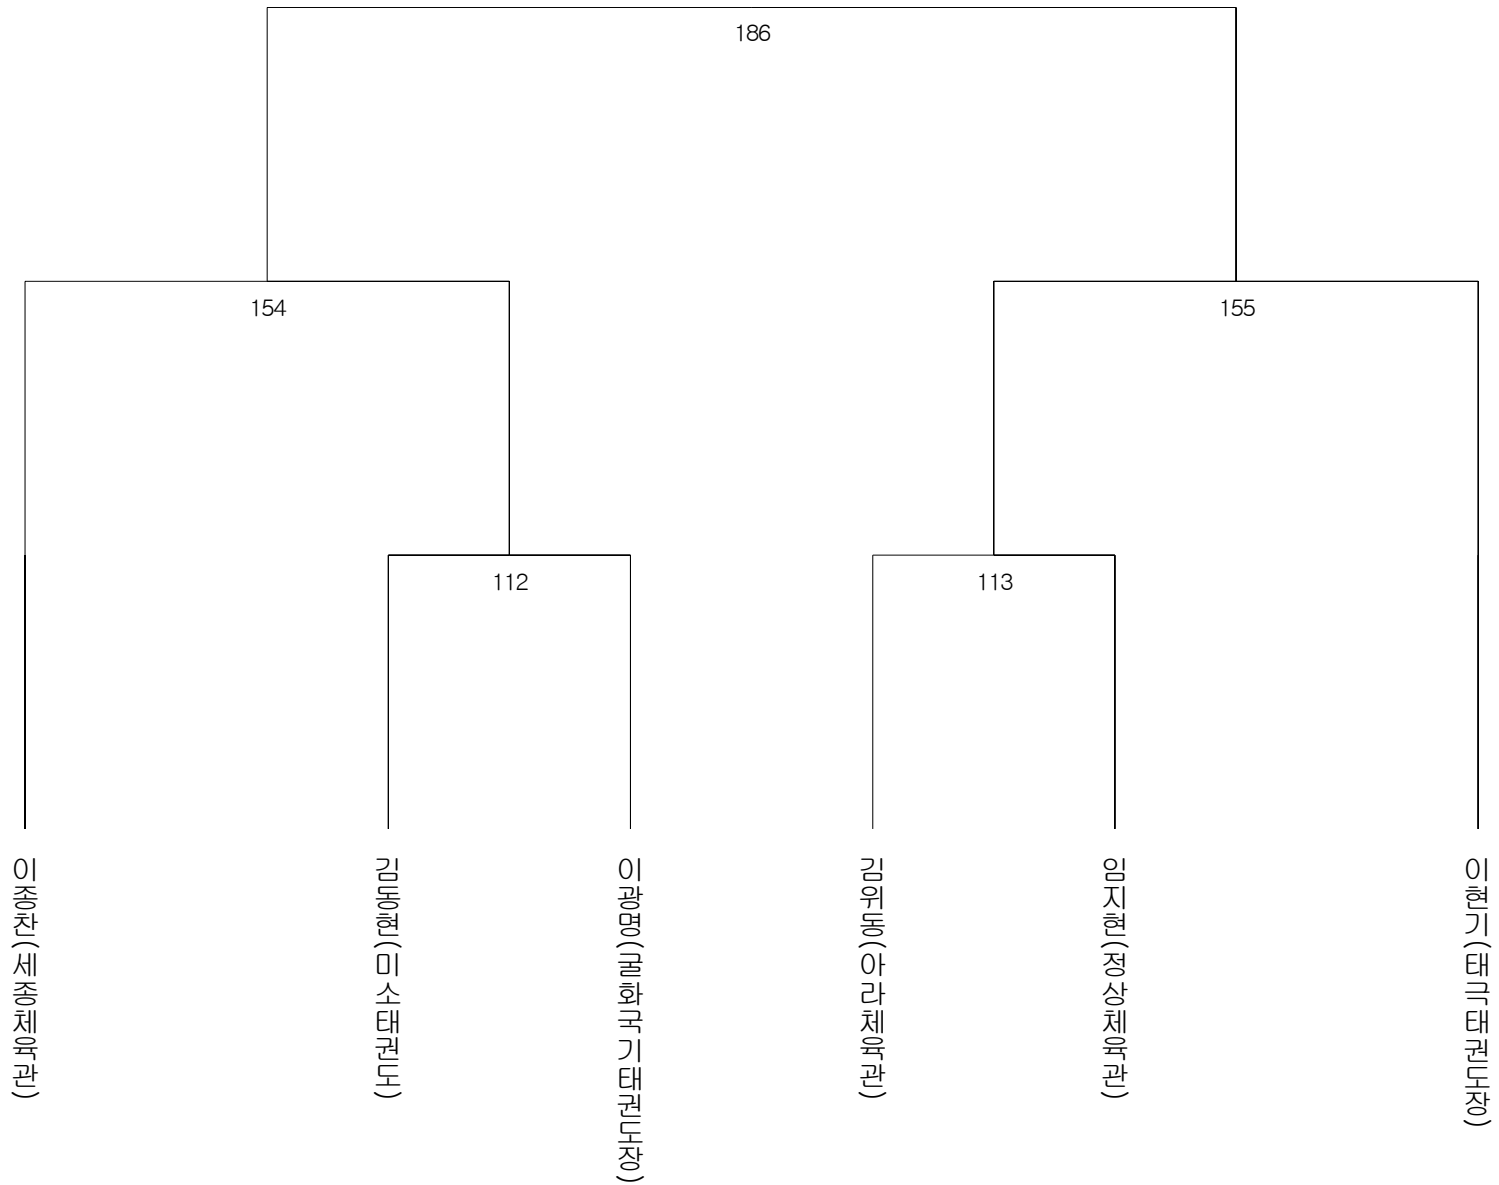 186
154
155
112
113
이종찬(세종체육관)
김동현(미소태권도)
이광명(굴화국기태권도장)
김위동(아라체육관)
임지현(정상체육관)
이현기(태극태권도장)